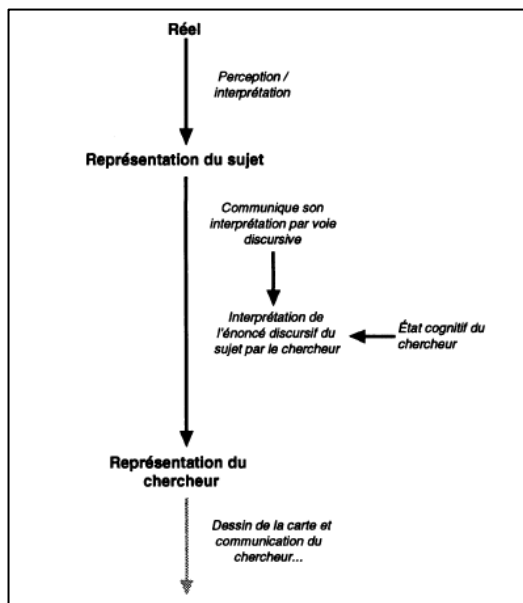 Réel
Perception /
interprétation
Représentation du sujet
Communique son
interprétation par voie
discursive
Interprétation de
l'énoncé discursif du
sujet par le chercheur
État cognitif du
chercheur
Représentation du
chercheur
Dessin de la carte et
communication du
chercheur...